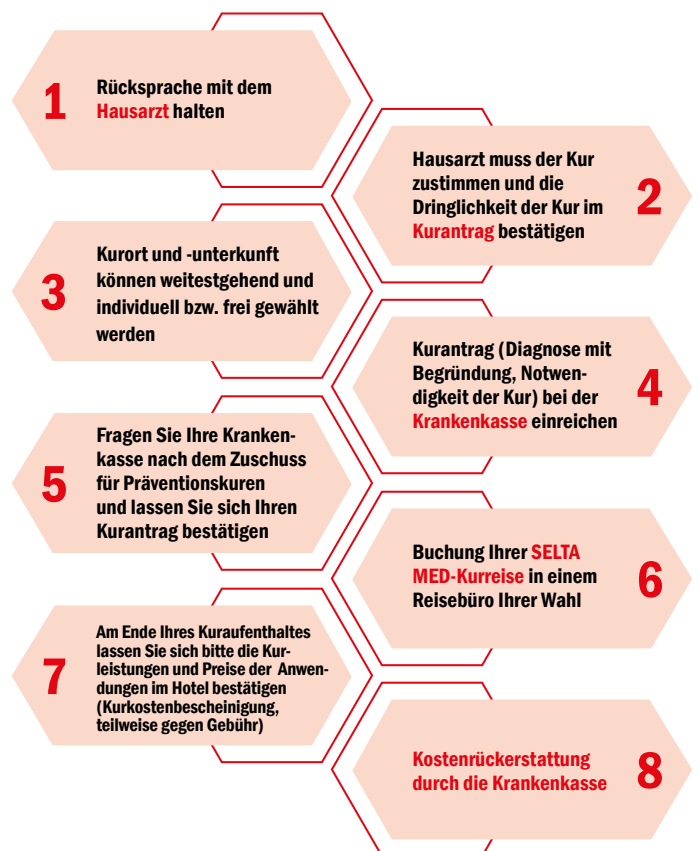 1
Rücksprache mit dem
Hausarzt halten
2
Hausarzt muss der Kur
zustimmen und die
Dringlichkeit der Kur im
Kurantrag bestätigen
3
Kurort und -unterkunft
können weitestgehend und
individuell bzw. frei gewählt
werden
4
Kurantrag (Diagnose mit
Begründung, Notwen-
digkeit der Kur) bei der
Krankenkasse einreichen
5
Fragen Sie Ihre Kranken-
kasse nach dem Zuschuss
für Präventionskuren
und lassen Sie sich Ihren
Kurantrag bestätigen
6
Buchung Ihrer SELTA
MED-Kurreise in einem
Reisebüro Ihrer Wahl
7
Am Ende Ihres Kuraufenthaltes
lassen Sie sich bitte die Kur-
leistungen und Preise der Anwen-
dungen im Hotel bestätigen
(Kurkostenbescheinigung,
teilweise gegen Gebühr)
8
Kostenrückerstattung
durch die Krankenkasse